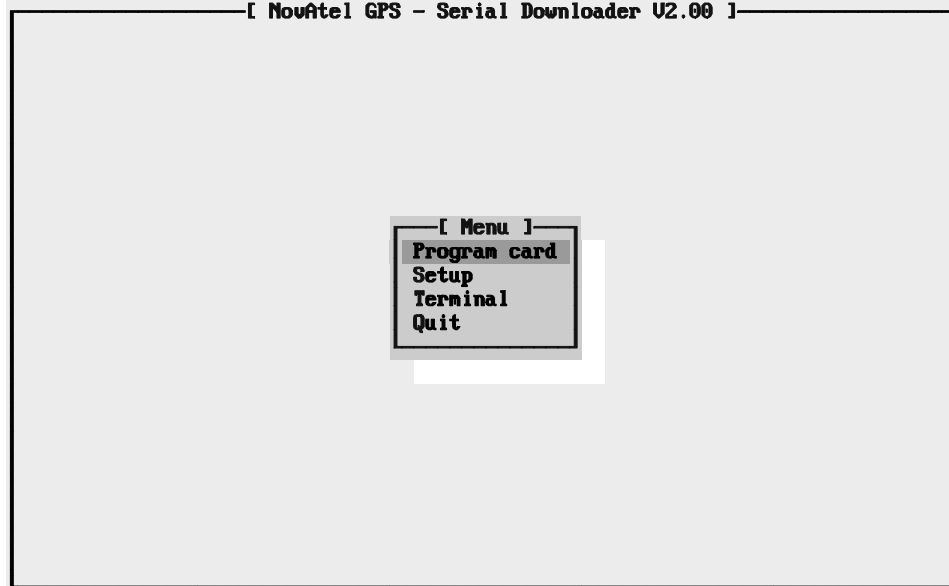 [ NovAtel GPS - Serial Downloader V2.00 ]
[ Menu ]
Program card
Setup
Terminal
Quit